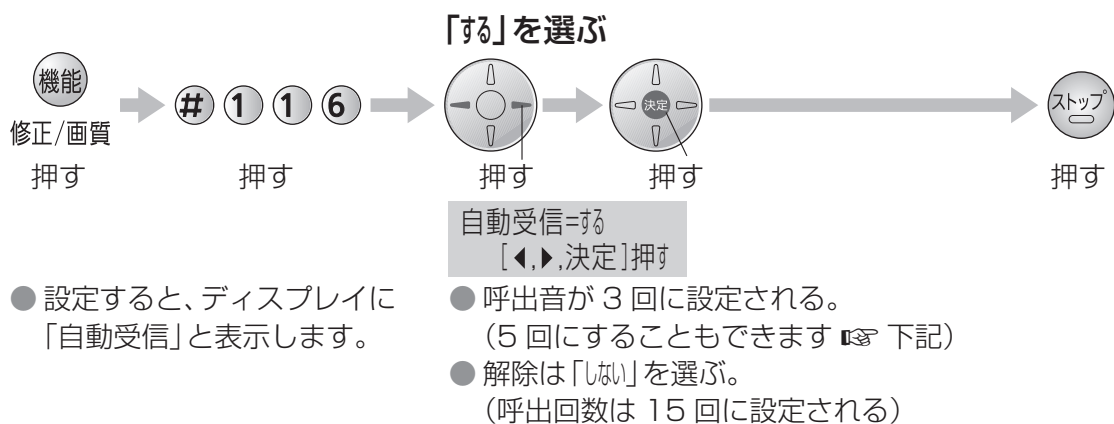 「する」を選ぶ
機能
修正/画質
押す
# 1 1 6
押す
押す
決定
押す
ストップ
押す
自動受信=する
[◀,▶,決定]押す
● 設定すると、ディスプレイに
「自動受信」と表示します。
● 呼出音が 3 回に設定される。
（5 回にすることもできます ☞ 下記）
● 解除は「しない」を選ぶ。
（呼出回数は 15 回に設定される）